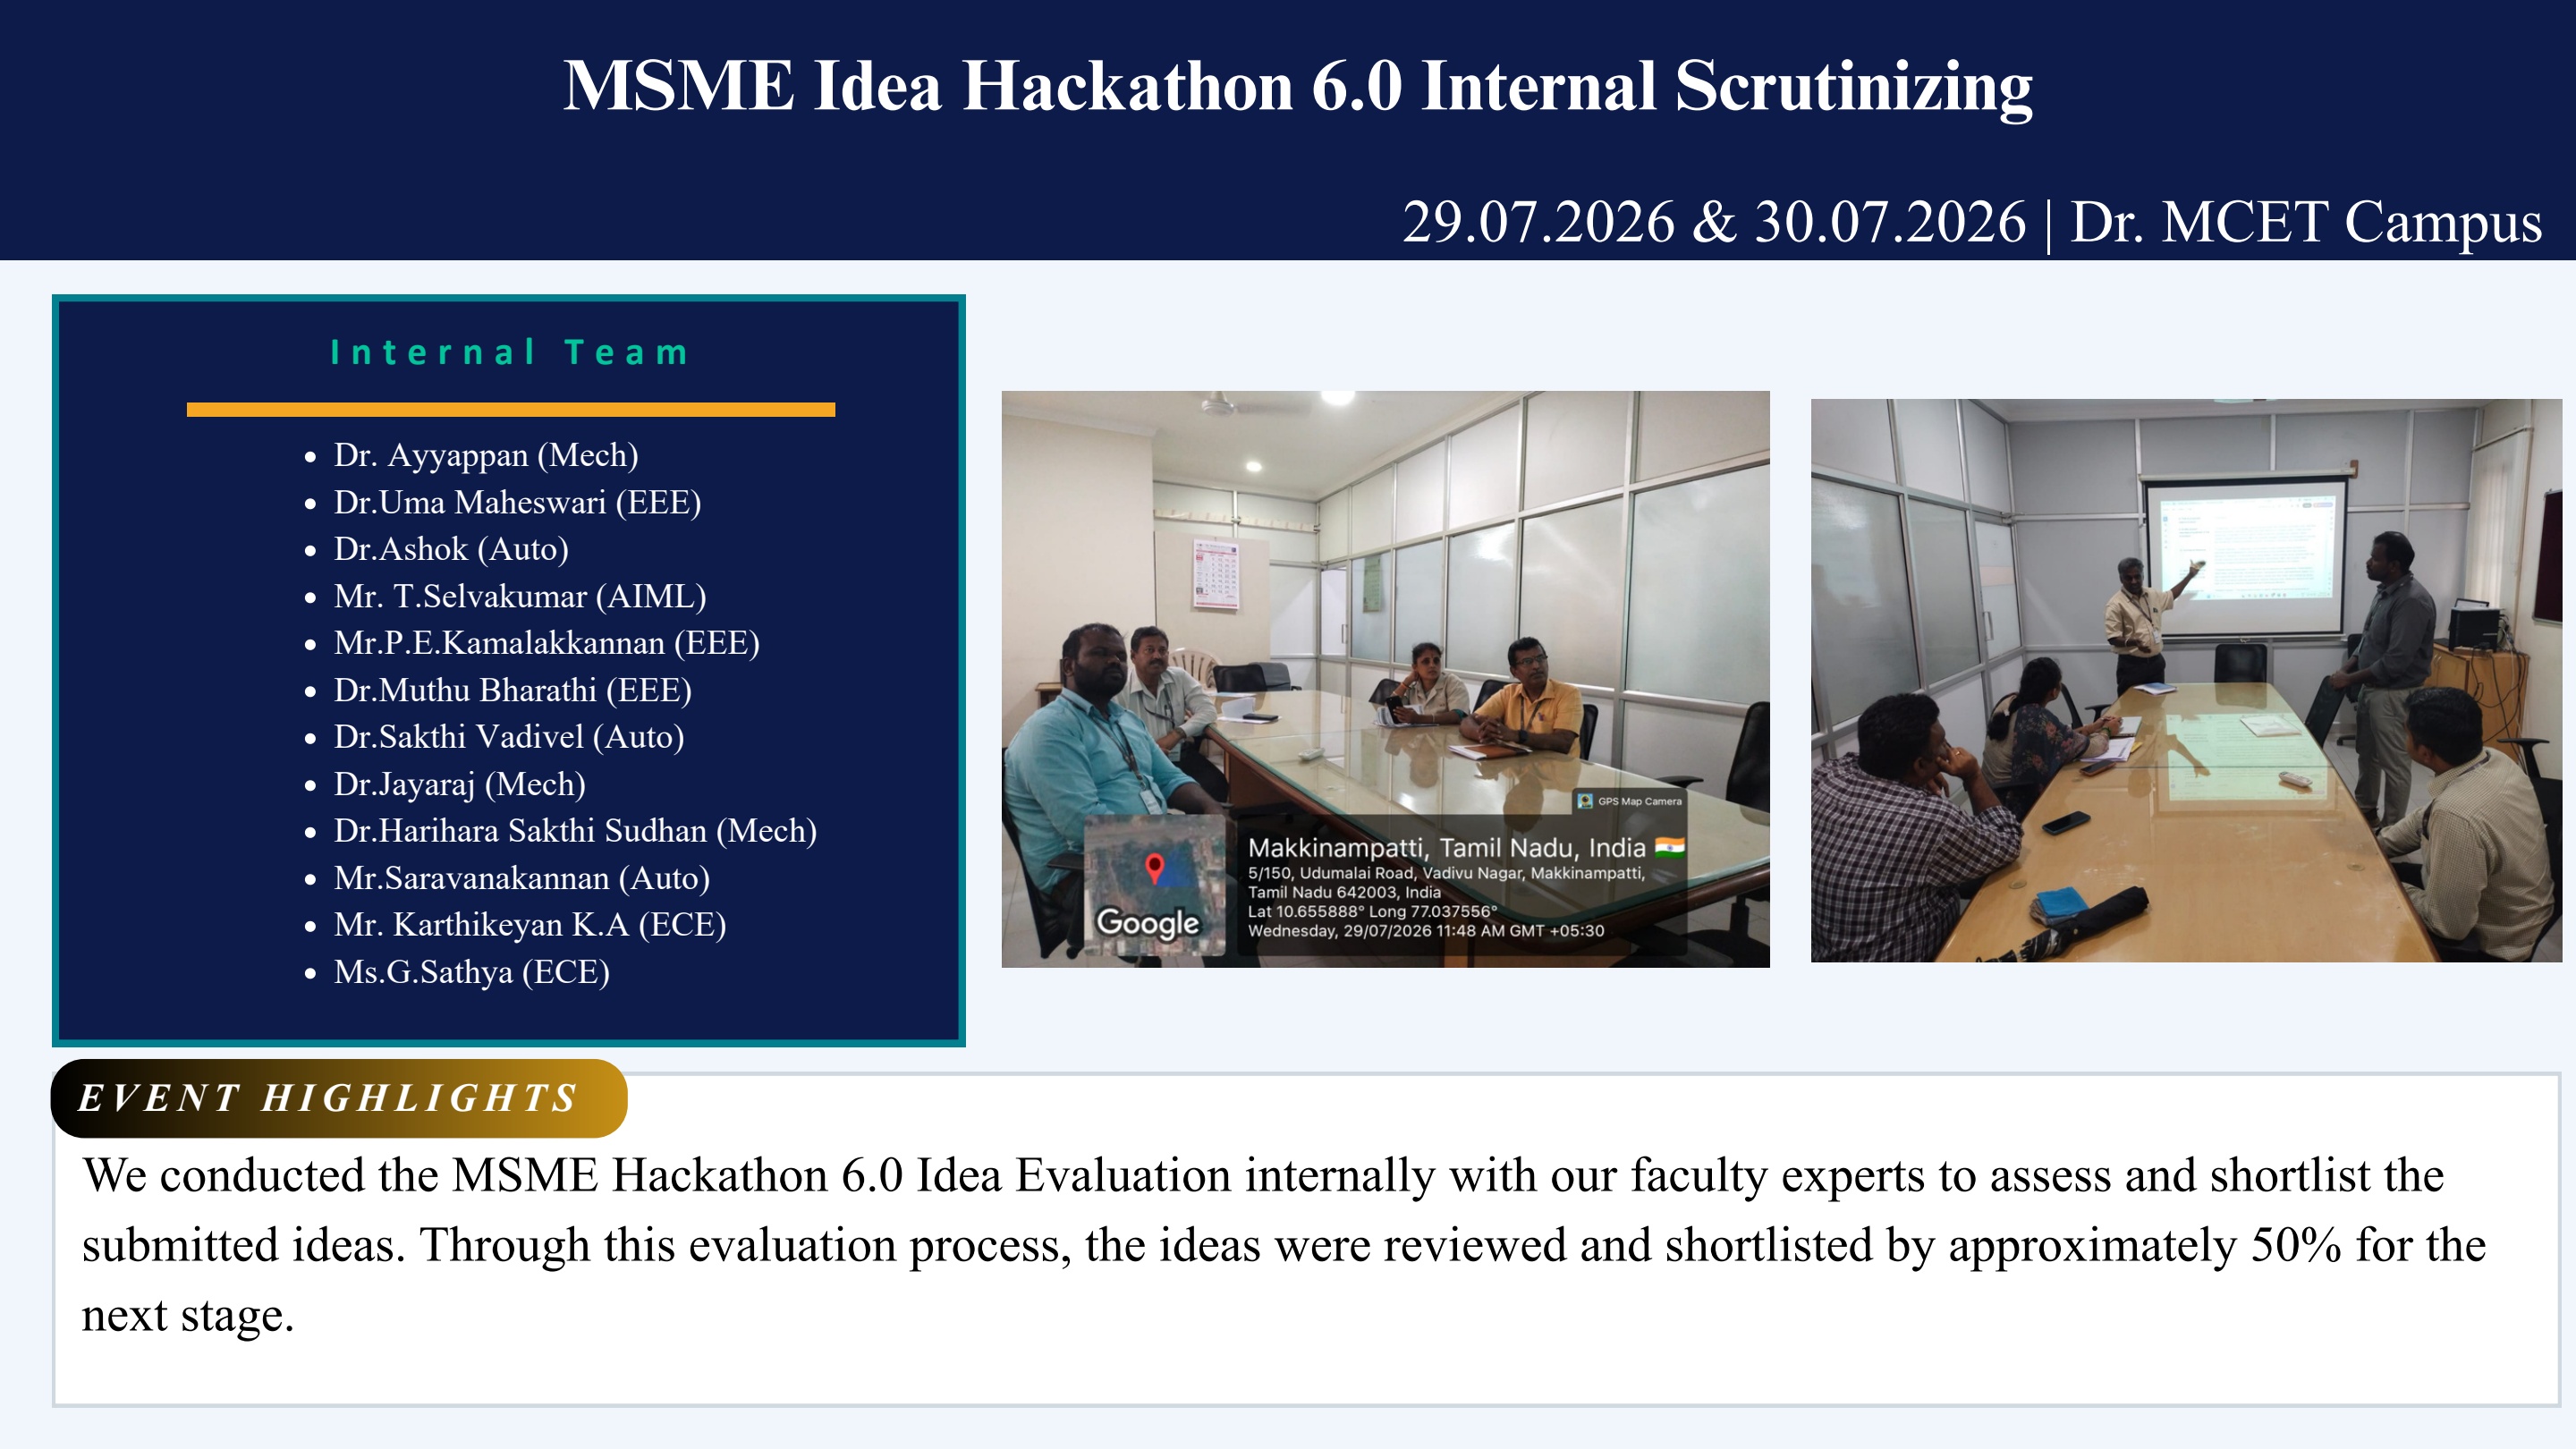 MSME Idea Hackathon 6.0 Internal Scrutinizing
29.07.2026 & 30.07.2026 | Dr. MCET Campus
Internal Team
• Dr. Ayyappan (Mech)
• Dr.Uma Maheswari (EEE)
• Dr.Ashok (Auto)
• Mr. T.Selvakumar (AIML)
• Mr.P.E.Kamalakkannan (EEE)
• Dr.Muthu Bharathi (EEE)
• Dr.Sakthi Vadivel (Auto)
• Dr.Jayaraj (Mech)
• Dr.Harihara Sakthi Sudhan (Mech)
• Mr.Saravanakannan (Auto)
• Mr. Karthikeyan K.A (ECE)
• Ms.G.Sathya (ECE)
GPS Map Camera
Google
Makkinampatti, Tamil Nadu, India
5/150, Udumalai Road, Vadivu Nagar, Makkinampatti,
Tamil Nadu 642003, India
Lat 10.655888° Long 77.037556°
Wednesday, 29/07/2026 11:48 AM GMT +05:30
EVENT HIGHLIGHTS
We conducted the MSME Hackathon 6.0 Idea Evaluation internally with our faculty experts to assess and shortlist the
submitted ideas. Through this evaluation process, the ideas were reviewed and shortlisted by approximately 50% for the
next stage.